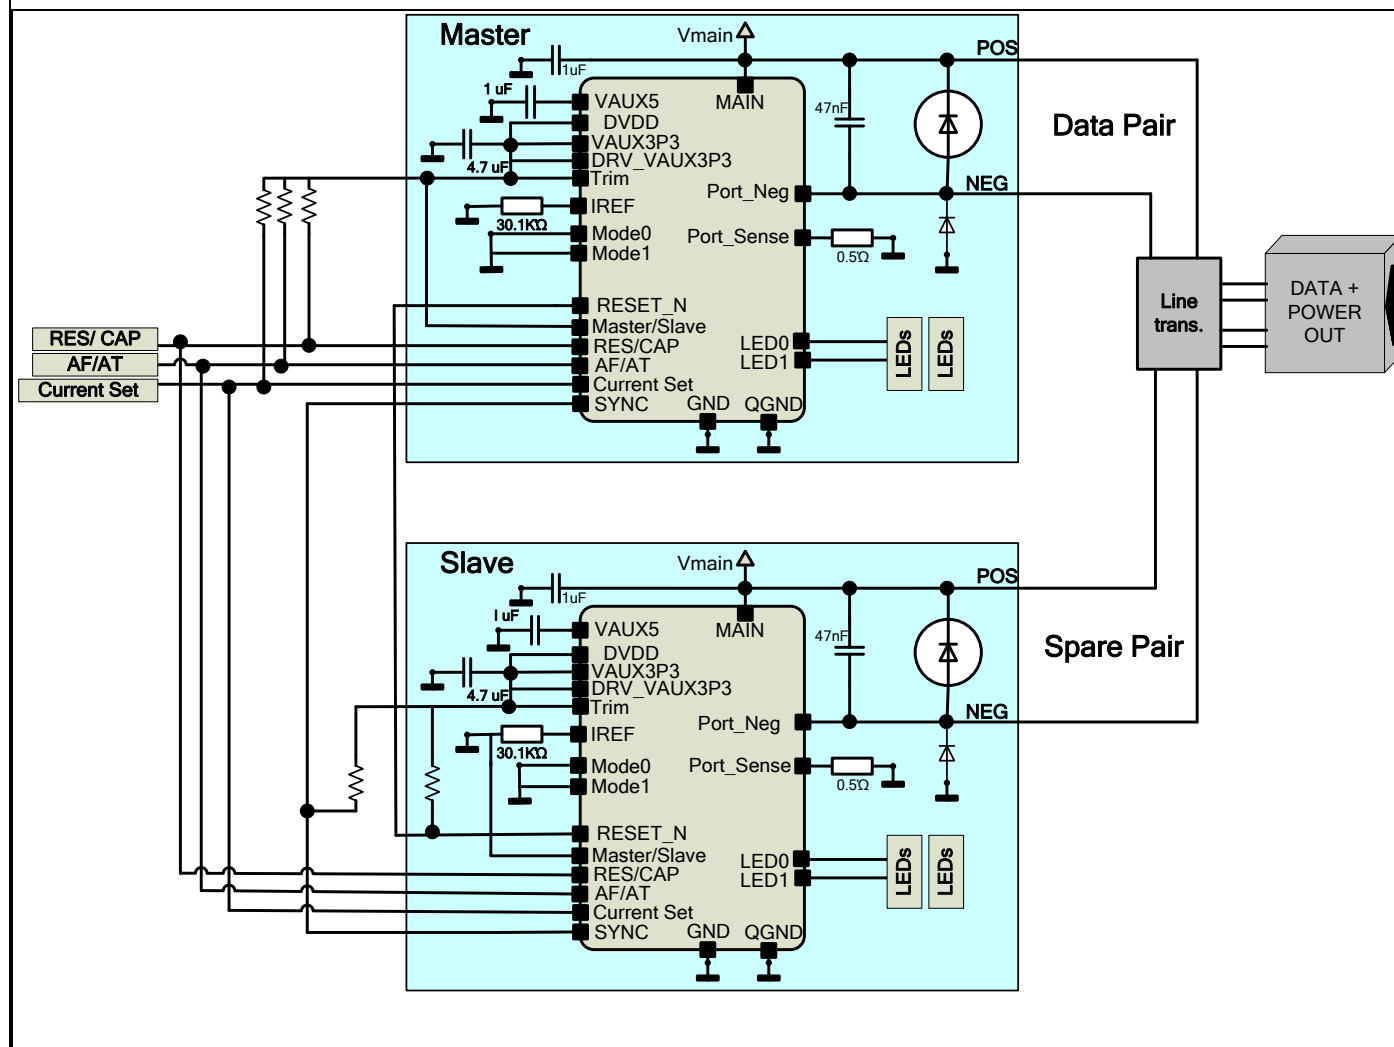 Master
Vmain
POS
1uF
1 uF
MAIN
VAUX5
DVDD
47nF
Data Pair
VAUX3P3
4.7 uF
DRV_VAUX3P3
Trim
Port_Neg
NEG
IREF
30.1KΩ
Mode0
Port_Sense
Mode1
0.5Ω
DATA +
POWER
OUT
Line
trans.
RESET_N
Master/Slave
RES/ CAP
RES/CAP
LED0
LEDs
LEDs
AF/AT
AF/AT
LED1
Current Set
Current Set
SYNC
GND
QGND
Slave
Vmain
POS
1uF
1 uF
MAIN
VAUX5
47nF
Spare Pair
DVDD
VAUX3P3
4.7 uF
DRV_VAUX3P3
Trim
Port_Neg
NEG
IREF
30.1KΩ
Mode0
Port_Sense
Mode1
0.5Ω
RESET_N
Master/Slave
LED0
LEDs
LEDs
RES/CAP
LED1
AF/AT
Current Set
SYNC
GND
QGND